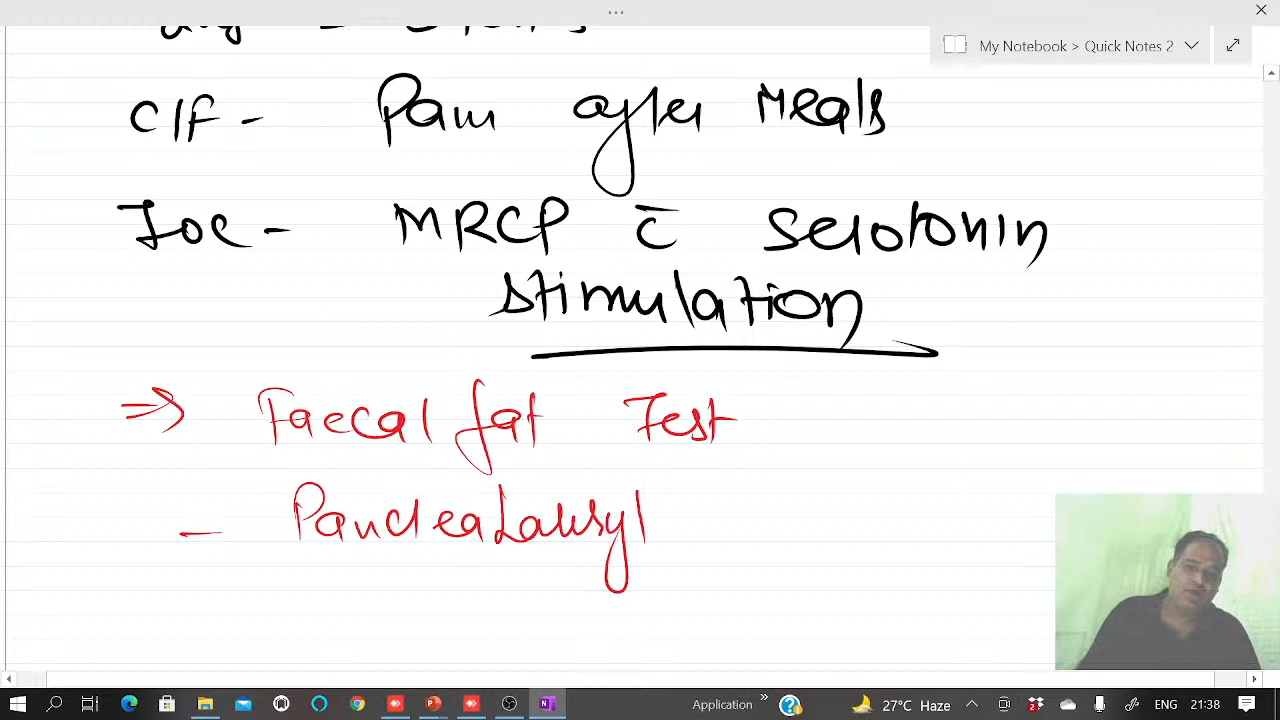 My Notebook > Quick Notes 2
C/F - Pain after Meals
IOC - MRCP c̄ Serotonin
stimulation
⇒ Faecal fat Test
-
Application
»
27°C Haze
ENG
21:38